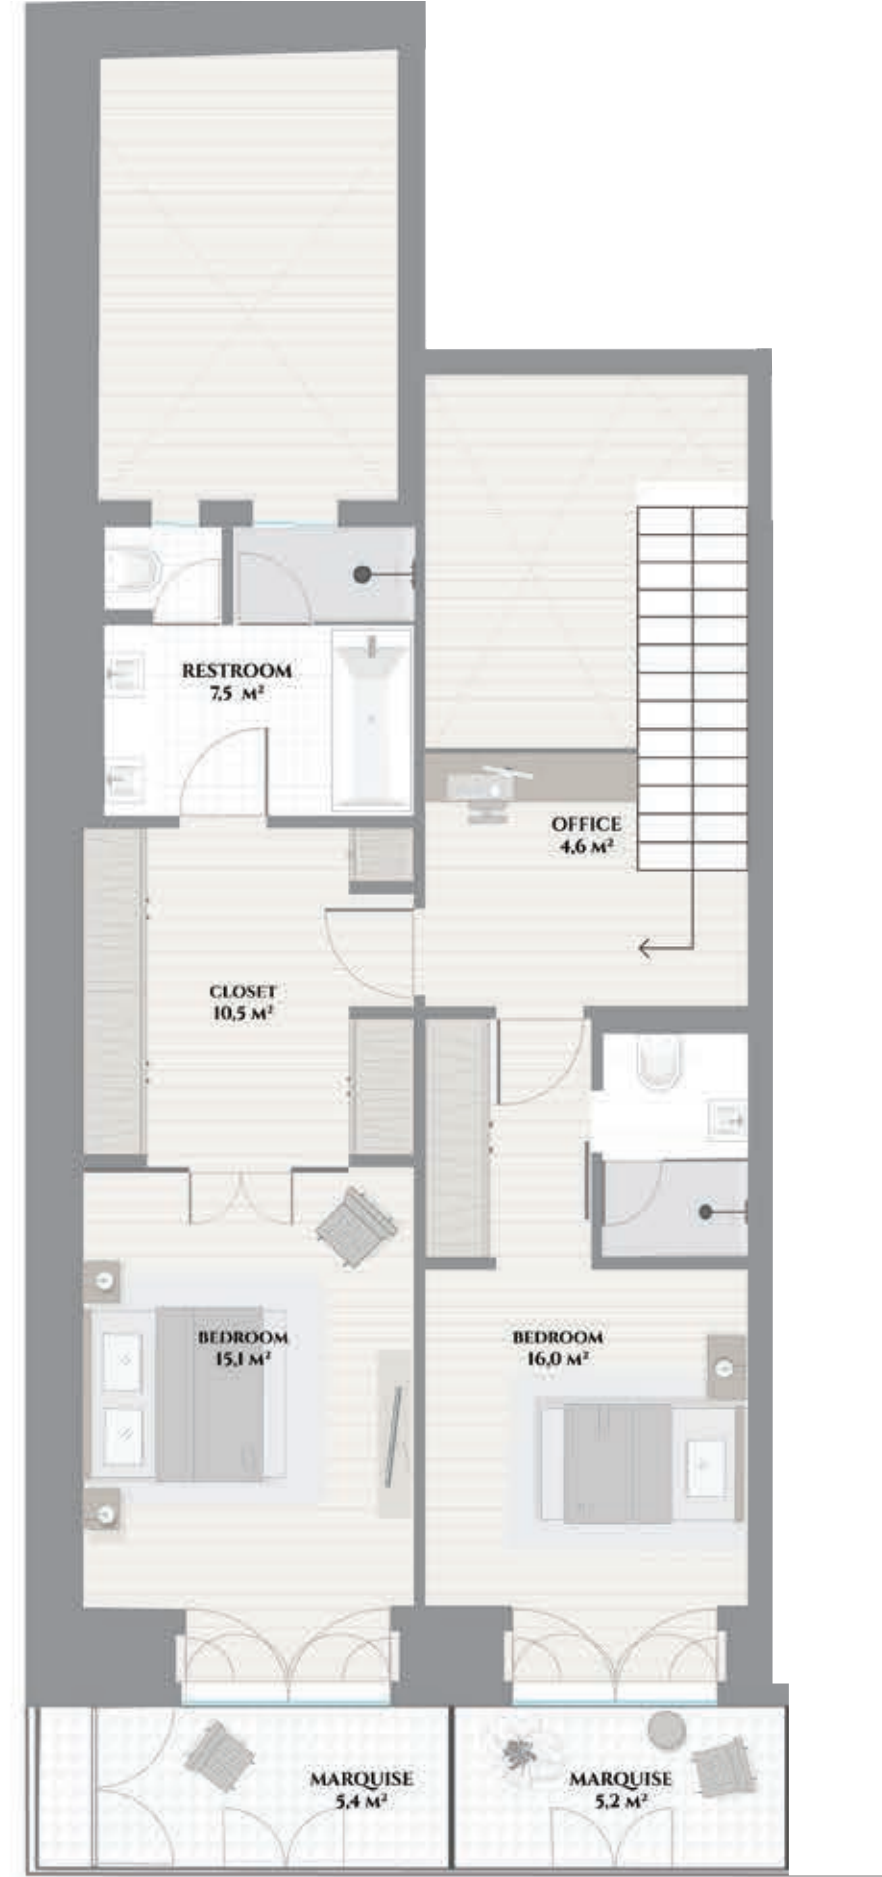 RESTROOM
7,5 M²
OFFICE
4,6 M²
CLOSET
10,5 M²
BEDROOM
15,1 M²
BEDROOM
16,0 M²
MARQUISE
5,4 M²
MARQUISE
5,2 M²